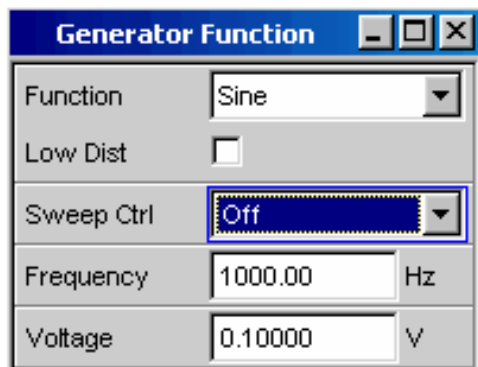 Generator Function
Function Sine
Low Dist
Sweep Ctrl Off
Frequency 1000.00 Hz
Voltage 0.10000 V